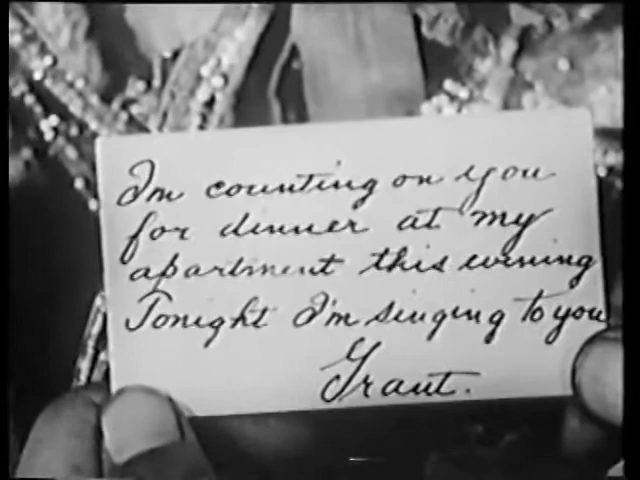 I'm counting on you
for dinner at my
apartment this evening
Tonight I'm singing to you
Grant.